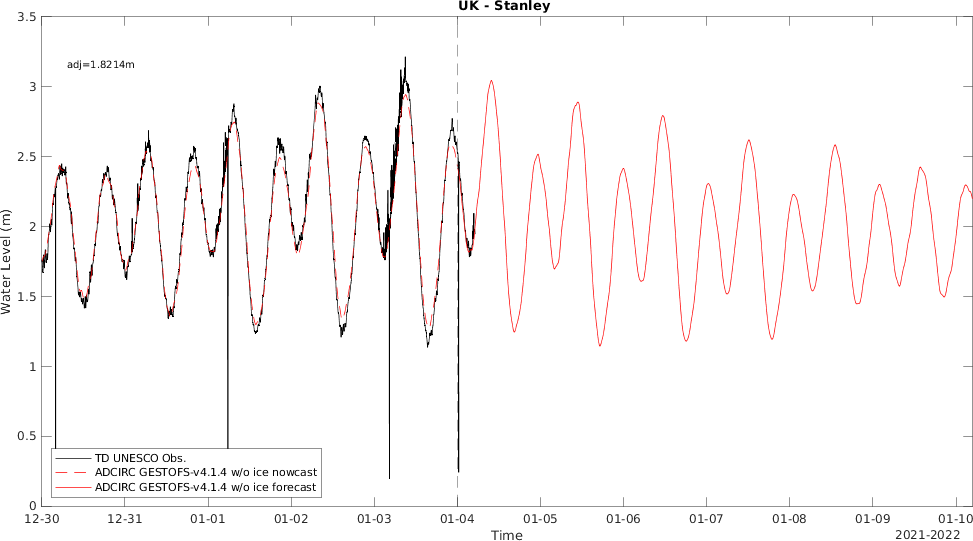 UK - Stanley
3.5
3
2.5
2
1.5
1
0.5
0
Water Level (m)
adj=1.8214m
TD UNESCO Obs.
ADCIRC GESTOFS-v4.1.4 w/o ice nowcast
ADCIRC GESTOFS-v4.1.4 w/o ice forecast
12-30 12-31 01-01 01-02 01-03 01-04 01-05 01-06 01-07 01-08 01-09 01-10
Time
2021-2022